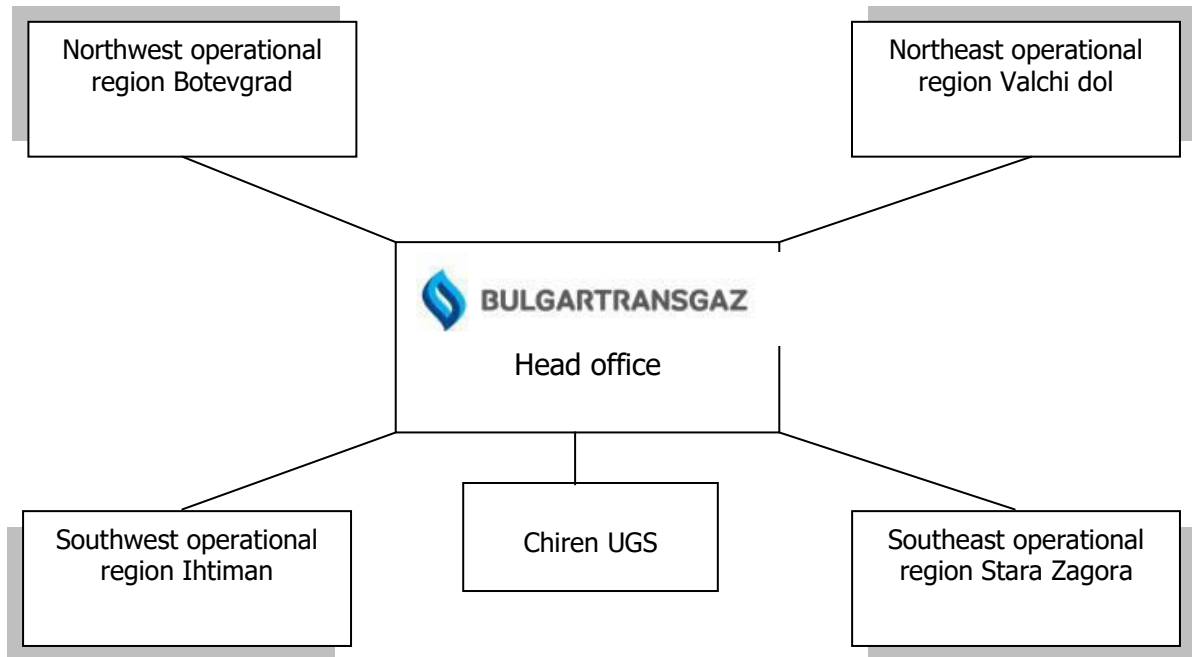 Northwest operational
region Botevgrad
Northeast operational
region Valchi dol
BULGARTRANSGAZ
Head office
Southwest operational
region Ihtiman
Chiren UGS
Southeast operational
region Stara Zagora